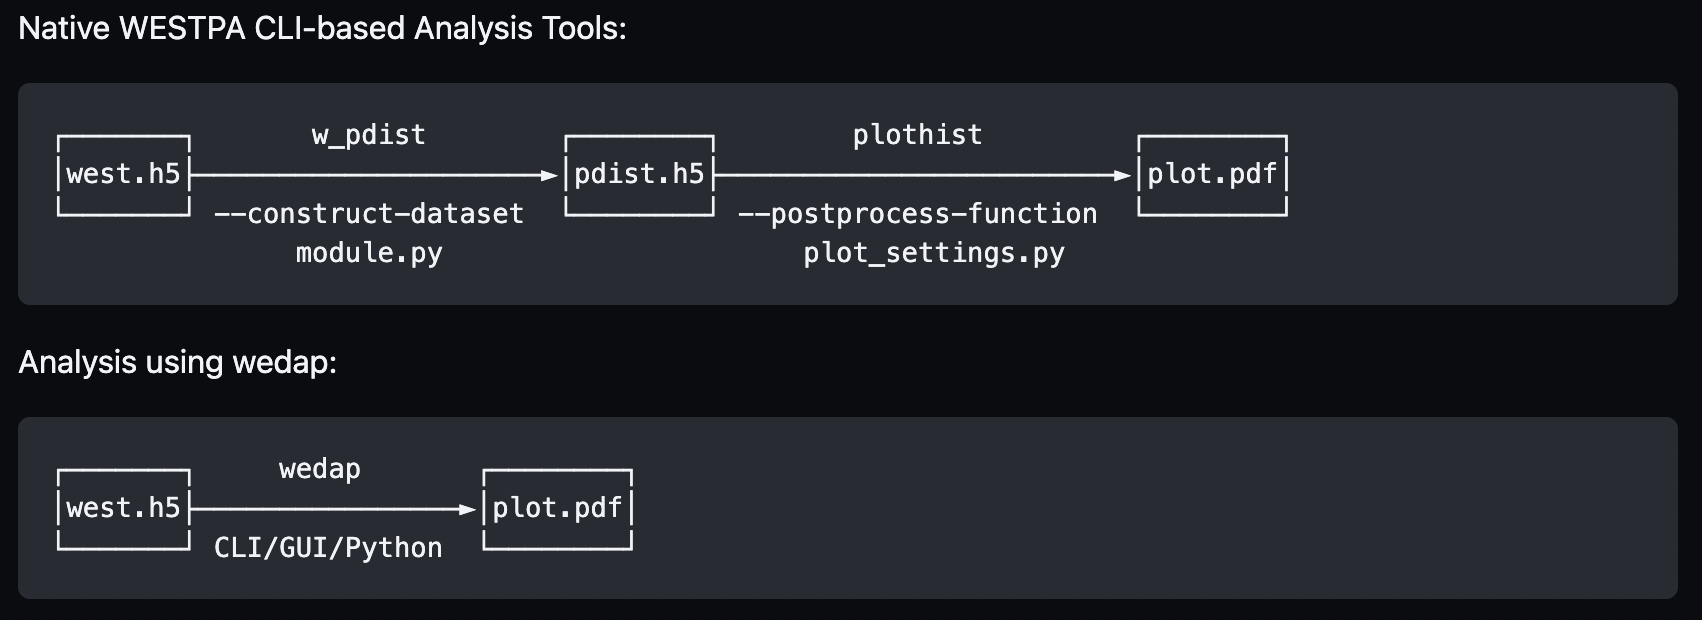 Native WESTPA CLI-based Analysis Tools:
w_pdist plothist
west.h5 pdist.h5 plot.pdf
--construct-dataset --postprocess-function
module.py plot_settings.py
Analysis using wedap:
wedap
west.h5 plot.pdf
CLI/GUI/Python